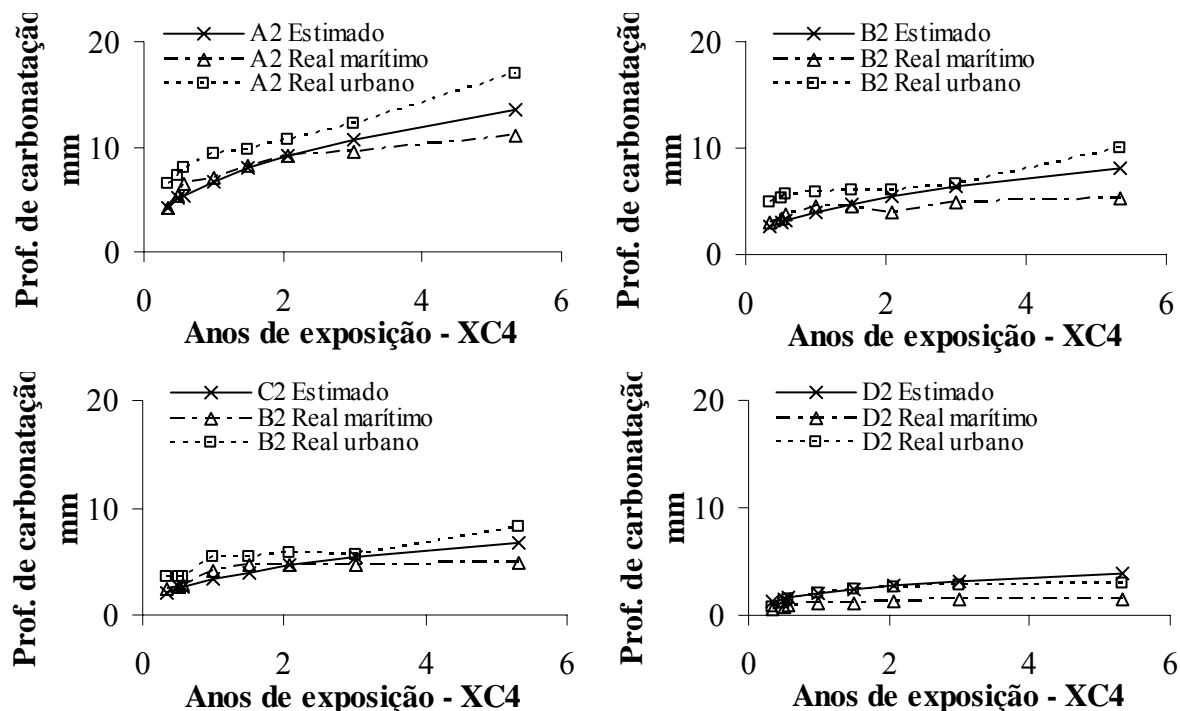 Prof. de carbonatação
mm
20
10
0
A2 Estimado
A2 Real marítimo
A2 Real urbano
0 2 4 6
Anos de exposição - XC4
Prof. de carbonatação
mm
20
10
0
B2 Estimado
B2 Real marítimo
B2 Real urbano
0 2 4 6
Anos de exposição - XC4
Prof. de carbonatação
mm
20
10
0
C2 Estimado
B2 Real marítimo
B2 Real urbano
0 2 4 6
Anos de exposição - XC4
Prof. de carbonatação
mm
20
10
0
D2 Estimado
D2 Real marítimo
D2 Real urbano
0 2 4 6
Anos de exposição - XC4